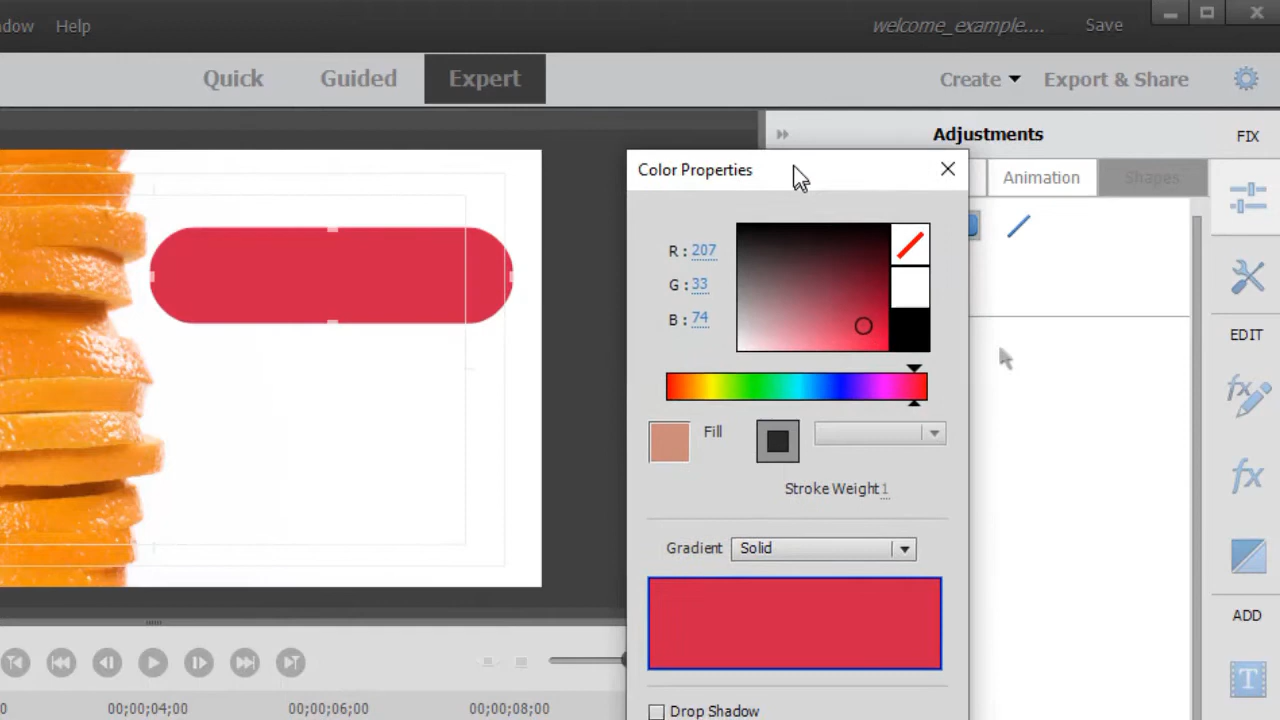 ndow Help welcome_example.... Save
Quick Guided Expert Create Export & Share
Adjustments FIX
Color Properties
Animation Shapes
R : 207
G : 33
B : 74
EDIT
Fill
Stroke Weight 1
Gradient Solid
ADD
00;00;04;00 00;00;06;00 00;00;08;00
Drop Shadow